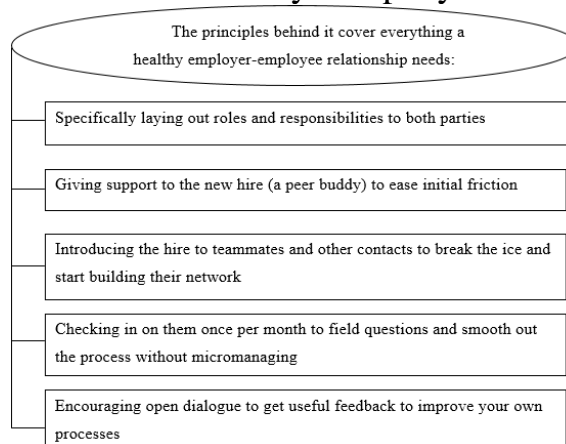 The principles behind it cover everything a
healthy employer-employee relationship needs:
Specifically laying out roles and responsibilities to both parties
Giving support to the new hire (a peer buddy) to ease initial friction
Introducing the hire to teammates and other contacts to break the ice and
start building their network
Checking in on them once per month to field questions and smooth out
the process without micromanaging
Encouraging open dialogue to get useful feedback to improve your own
processes